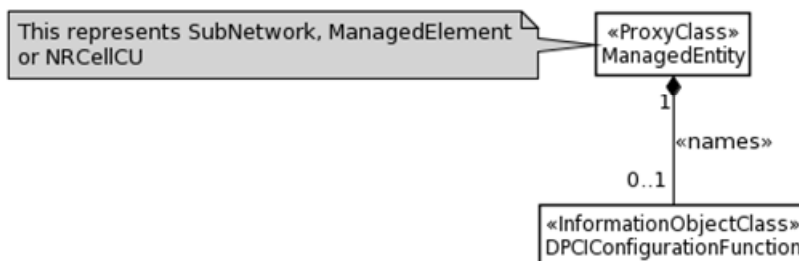 This represents SubNetwork, ManagedElement
or NRCellCU
«ProxyClass»
ManagedEntity
1
«names»
0..1
«InformationObjectClass»
DPCIConfigurationFunction